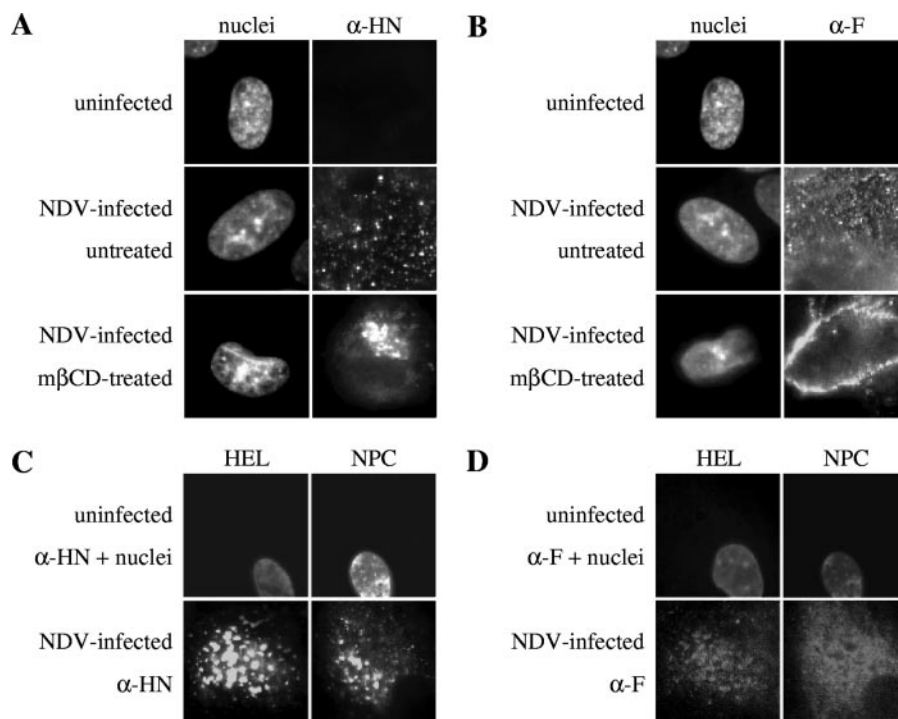 A nuclei α-HN
uninfected
NDV-infected
untreated
NDV-infected
mβCD-treated
B nuclei α-F
uninfected
NDV-infected
untreated
NDV-infected
mβCD-treated
C HEL NPC
uninfected
α-HN + nuclei
NDV-infected
α-HN
D HEL NPC
uninfected
α-F + nuclei
NDV-infected
α-F